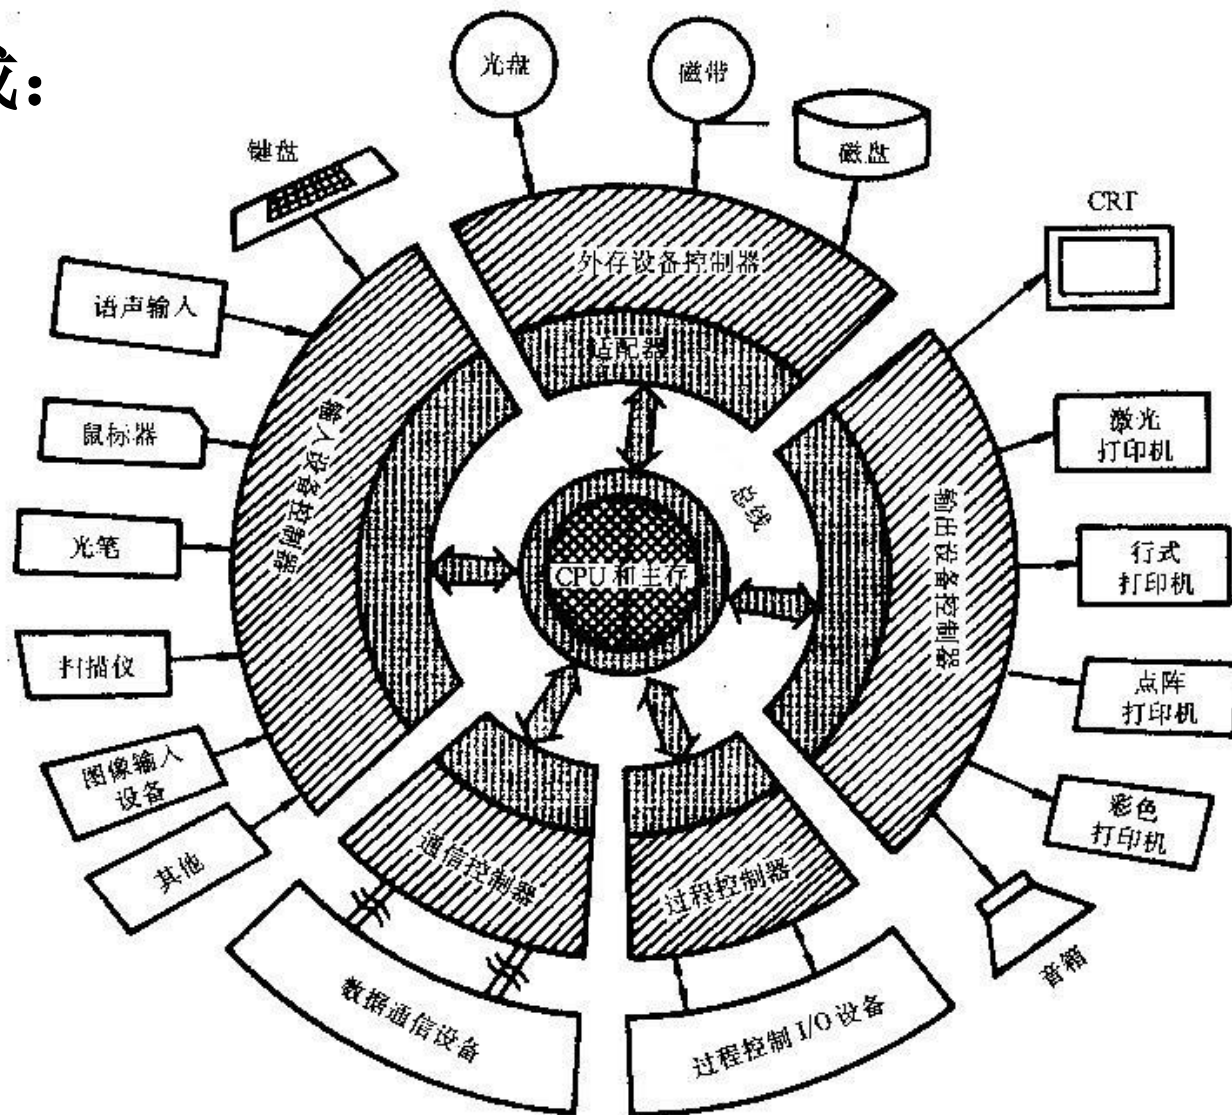 成：
光盘
磁带
磁盘
键盘
CRT
外存设备控制器
适配器
语声输入
鼠标器
光笔
扫描仪
图像输入
设备
其他
输入设备控制器
总线
CPU 和主存
输出设备控制器
激光
打印机
行式
打印机
点阵
打印机
彩色
打印机
音箱
通信控制器
过程控制器
数据通信设备
过程控制 I/O 设备